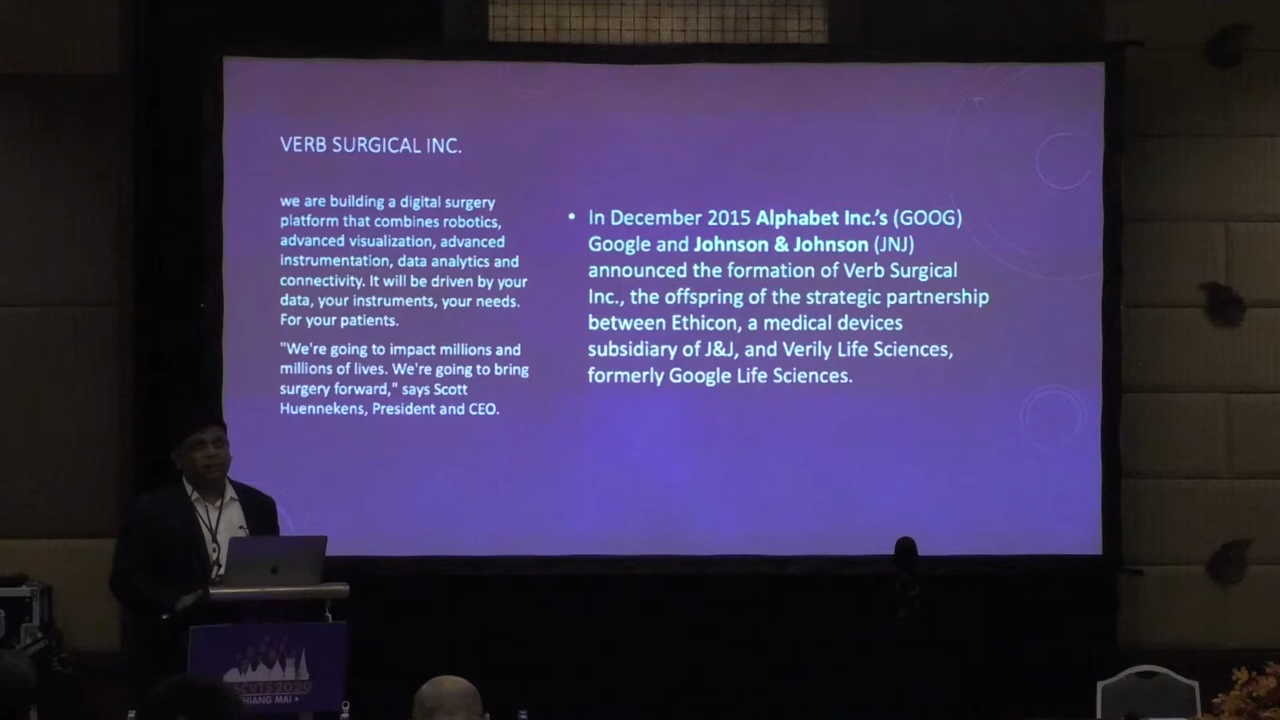 VERB SURGICAL INC.
we are building a digital surgery
platform that combines robotics,
advanced visualization, advanced
instrumentation, data analytics and
connectivity. It will be driven by your
data, your instruments, your needs.
For your patients.
"We're going to impact millions and
millions of lives. We're going to bring
surgery forward," says Scott
Huennekens, President and CEO.
• In December 2015 Alphabet Inc.'s (GOOG)
Google and Johnson & Johnson (JNJ)
announced the formation of Verb Surgical
Inc., the offspring of the strategic partnership
between Ethicon, a medical devices
subsidiary of J&J, and Verily Life Sciences,
formerly Google Life Sciences.
2020
HIANG MAI